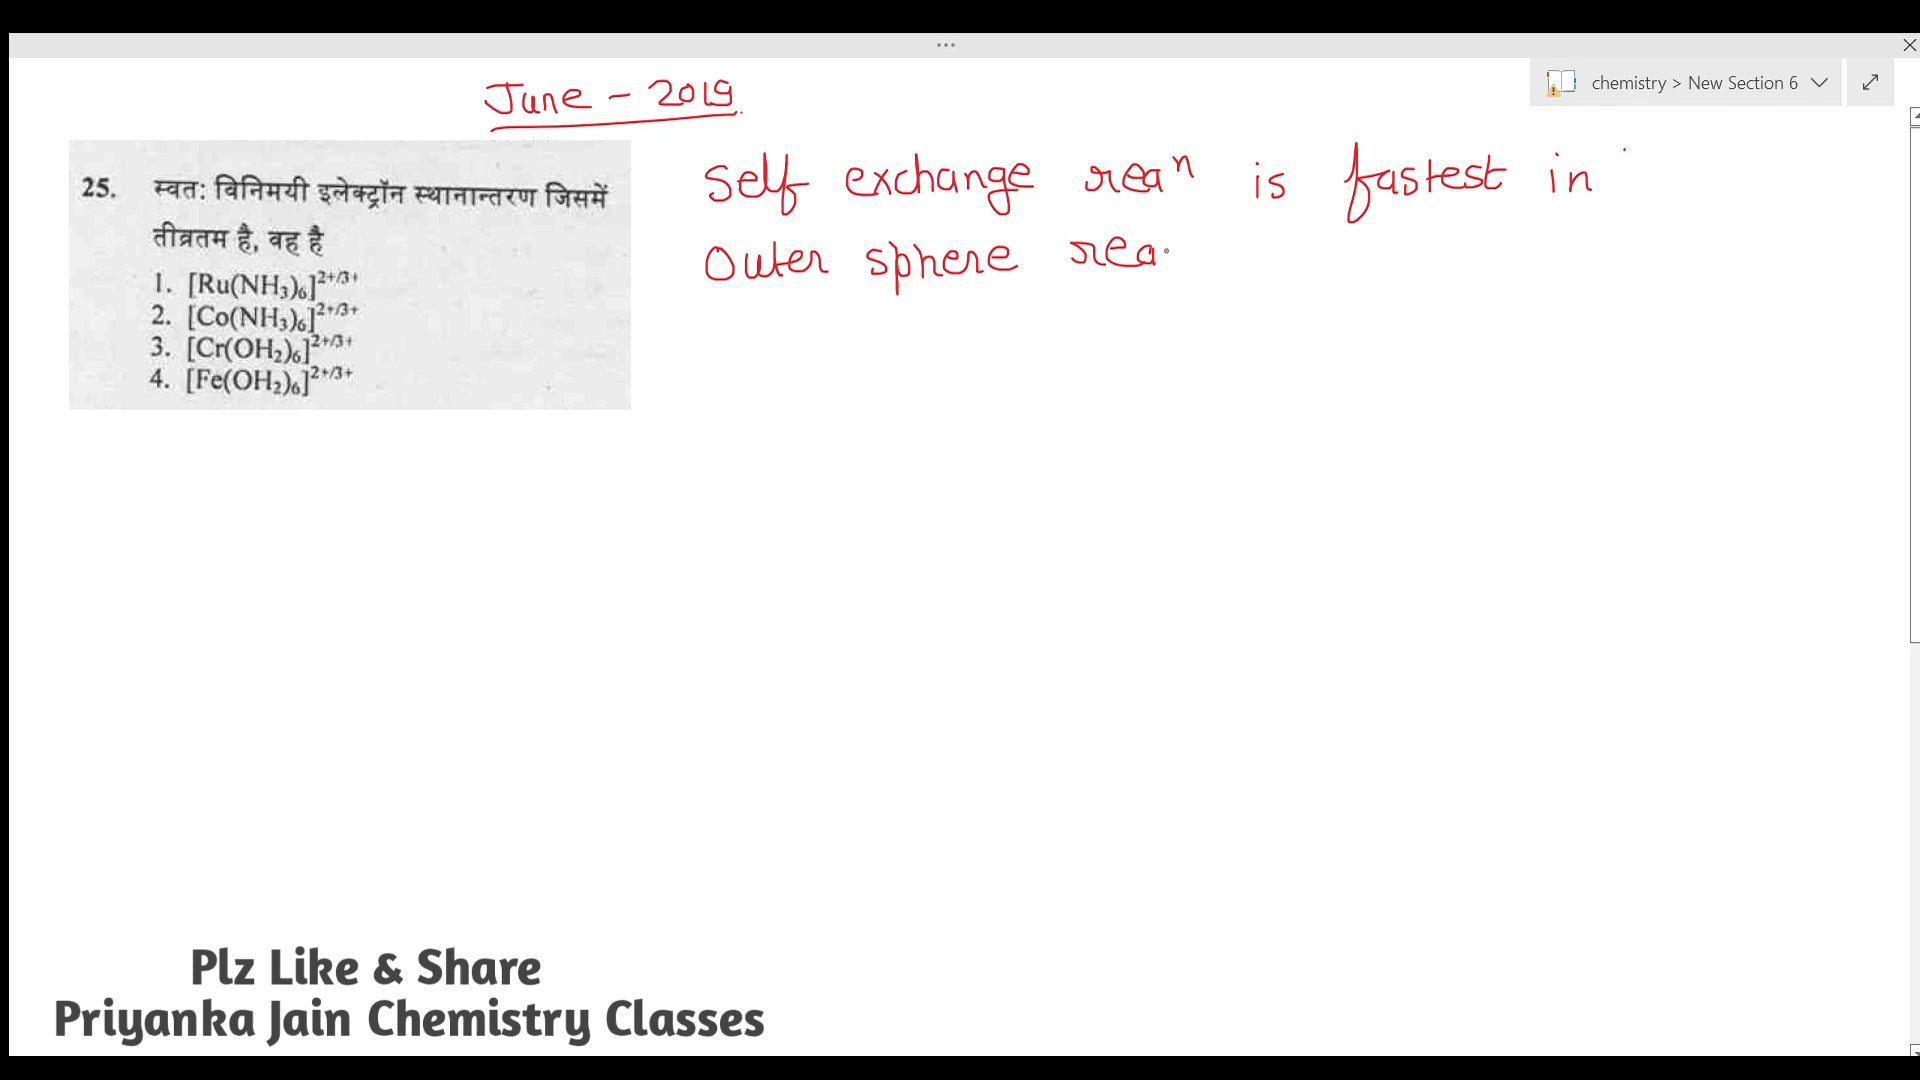 chemistry > New Section 6
June - 2019.
25. स्वत: विनिमयी इलेक्ट्रॉन स्थानान्तरण जिसमें
तीव्रतम है, वह है
1. [Ru(NH₃)₆]²⁺/³⁺
2. [Co(NH₃)₆]²⁺/³⁺
3. [Cr(OH₂)₆]²⁺/³⁺
4. [Fe(OH₂)₆]²⁺/³⁺
Self exchange reaⁿ is fastest in
Outer sphere rea
Plz Like & Share
Priyanka Jain Chemistry Classes